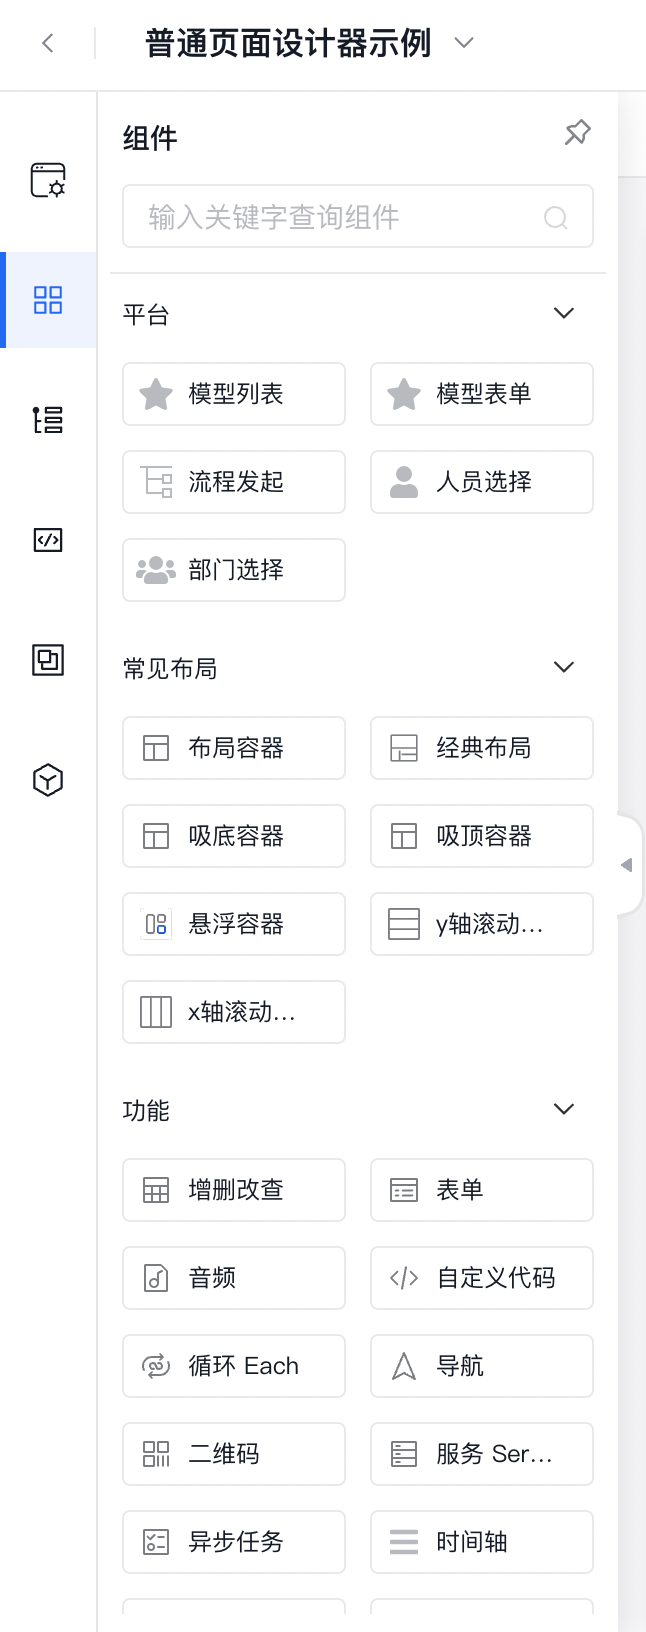 普通页面设计器示例
组件
输入关键字查询组件
平台
模型列表 模型表单
流程发起 人员选择
部门选择
常见布局
布局容器 经典布局
吸底容器 吸顶容器
悬浮容器 y轴滚动...
x轴滚动...
功能
增删改查 表单
音频 自定义代码
循环 Each 导航
二维码 服务 Ser...
异步任务 时间轴